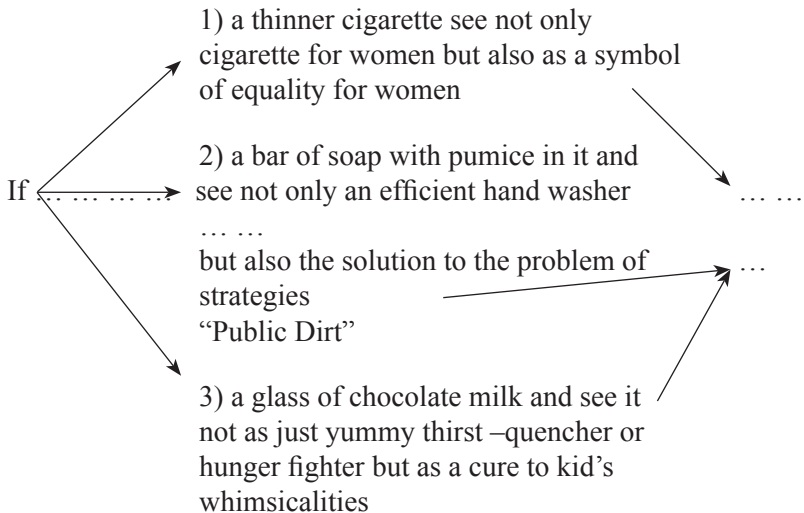 1) a thinner cigarette see not only
cigarette for women but also as a symbol
of equality for women
2) a bar of soap with pumice in it and
If … … … … see not only an efficient hand washer … …
… …
but also the solution to the problem of …
strategies
“Public Dirt”
3) a glass of chocolate milk and see it
not as just yummy thirst –quencher or
hunger fighter but as a cure to kid’s
whimsicalities